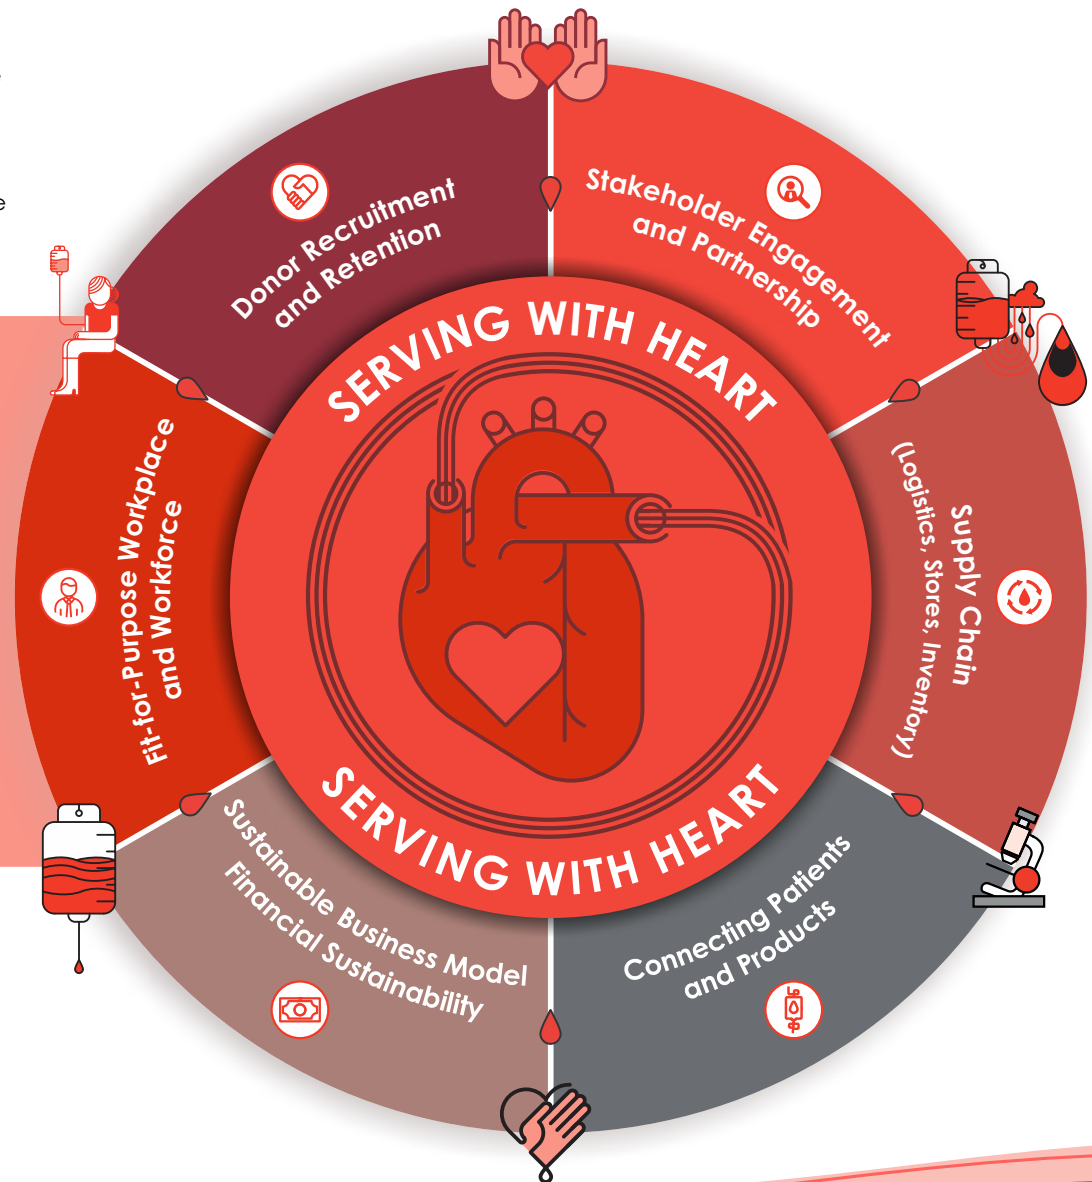 Donor Recruitment
and Retention
Stakeholder Engagement
and Partnership
SERVING WITH HEART
Fit-for-Purpose Workplace
and Workforce
Supply Chain
(Logistics, Stores, Inventory)
SERVING WITH HEART
Sustainable Business Model
Financial Sustainability
Connecting Patients
and Products